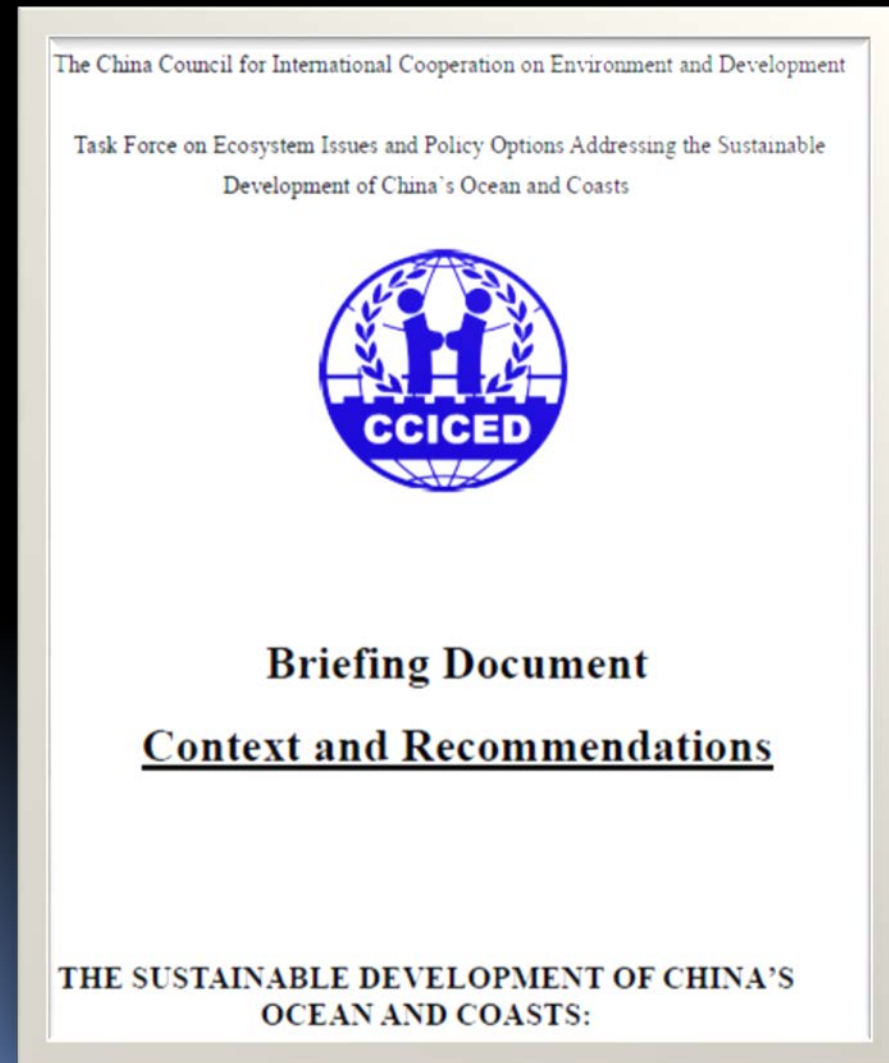 The China Council for International Cooperation on Environment and Development
Task Force on Ecosystem Issues and Policy Options Addressing the Sustainable
Development of China`s Ocean and Coasts
CCICED
Briefing Document
Context and Recommendations
THE SUSTAINABLE DEVELOPMENT OF CHINA’S
OCEAN AND COASTS: